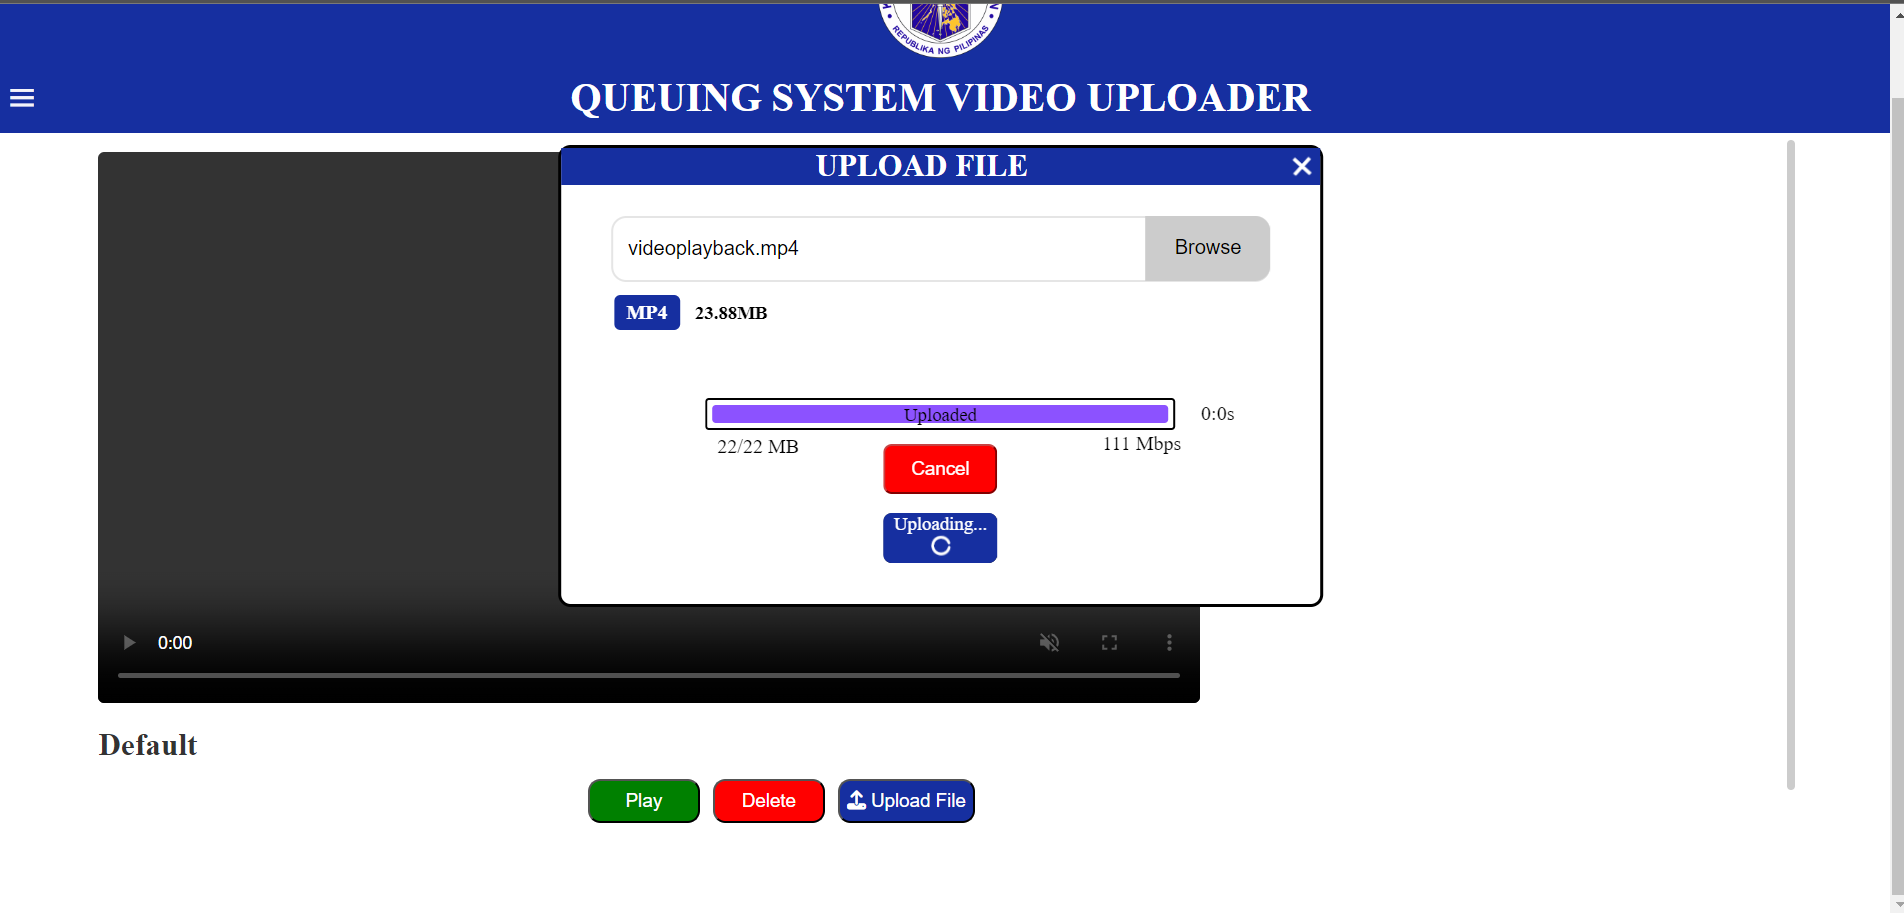 REPUBLIKA NG PILIPINAS
QUEUING SYSTEM VIDEO UPLOADER
UPLOAD FILE
videoplayback.mp4
Browse
MP4
23.88MB
Uploaded
0:0s
22/22 MB
111 Mbps
Cancel
Uploading...
0:00
Default
Play
Delete
Upload File